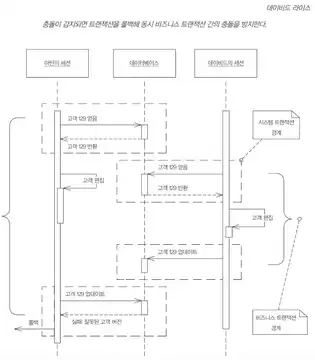 데이비드 라이스
충돌이 감지되면 트랜잭션을 롤백해 동시 비즈니스 트랜잭션 간의 충돌을 방지한다.
마틴의 세션
데이터베이스
데이비드의 세션
고객 129 얻음
고객 129 반환
시스템 트랜잭션
경계
고객 129 얻음
고객 편집
고객 129 반환
고객 편집
고객 129 업데이트
고객 129 업데이트
롤백
실패: 잘못된 고객 버전
비즈니스 트랜잭션
경계